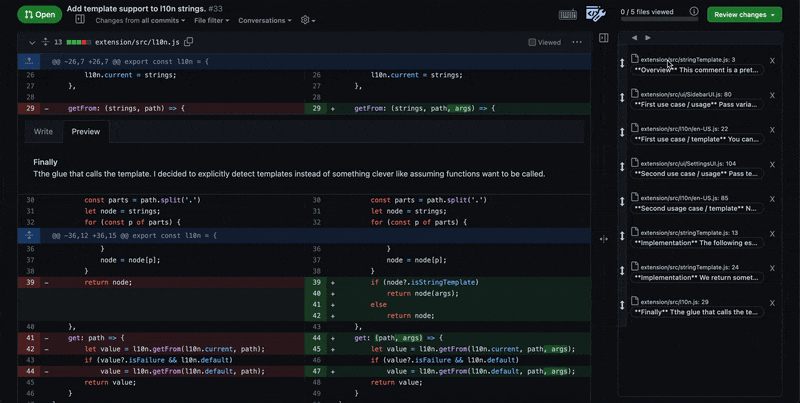 Open
Add template support to l10n strings. #33
Changes from all commits
File filter
Conversations
0 / 5 files viewed
Review changes
13 extension/src/l10n.js
Viewed
@@ -26,7 +26,7 @@ export const l10n = {
26 l10n.current = strings; 26 l10n.current = strings;
27 }, 27 },
28 28
29 - getFrom: (strings, path) => { 29 + getFrom: (strings, path, args) => {
Write Preview
Finally
Tthe glue that calls the template. I decided to explicitly detect templates instead of something clever like assuming functions want to be called.
30 const parts = path.split('.') 30 const parts = path.split('.')
31 let node = strings; 31 let node = strings;
32 for (const p of parts) { 32 for (const p of parts) {
@@ -36,12 +36,15 @@ export const l10n = {
36 } 36 }
37 node = node[p]; 37 node = node[p];
38 } 38 }
39 - return node; 39 + if (node?.isStringTemplate)
40 + return node(args);
41 + else
42 + return node;
40 }, 43 },
41 - get: path => { 44 + get: (path, args) => {
42 - let value = l10n.getFrom(l10n.current, path); 45 + let value = l10n.getFrom(l10n.current, path, args);
43 if (value?.isFailure && l10n.default) 46 if (value?.isFailure && l10n.default)
44 - value = l10n.getFrom(l10n.default, path); 47 + value = l10n.getFrom(l10n.default, path, args);
45 return value; 48 return value;
46 } 49 }
extension/src/stringTemplate.js: 3 X
**Overview** This comment is a pret...
extension/src/ui/SidebarUI.js: 80 X
**First use case / usage** Pass varia...
extension/src/l10n/en-US.js: 22 X
**First use case / template** You can...
extension/src/ui/SettingsUI.js: 104 X
**Second use case / usage** Pass te...
extension/src/l10n/en-US.js: 85 X
**Second usage case / template** N...
extension/src/stringTemplate.js: 13 X
**Implementation** The following es...
extension/src/stringTemplate.js: 24 X
**Implementation** We return somet...
extension/src/l10n.js: 29 X
**Finally** Tthe glue that calls the te...